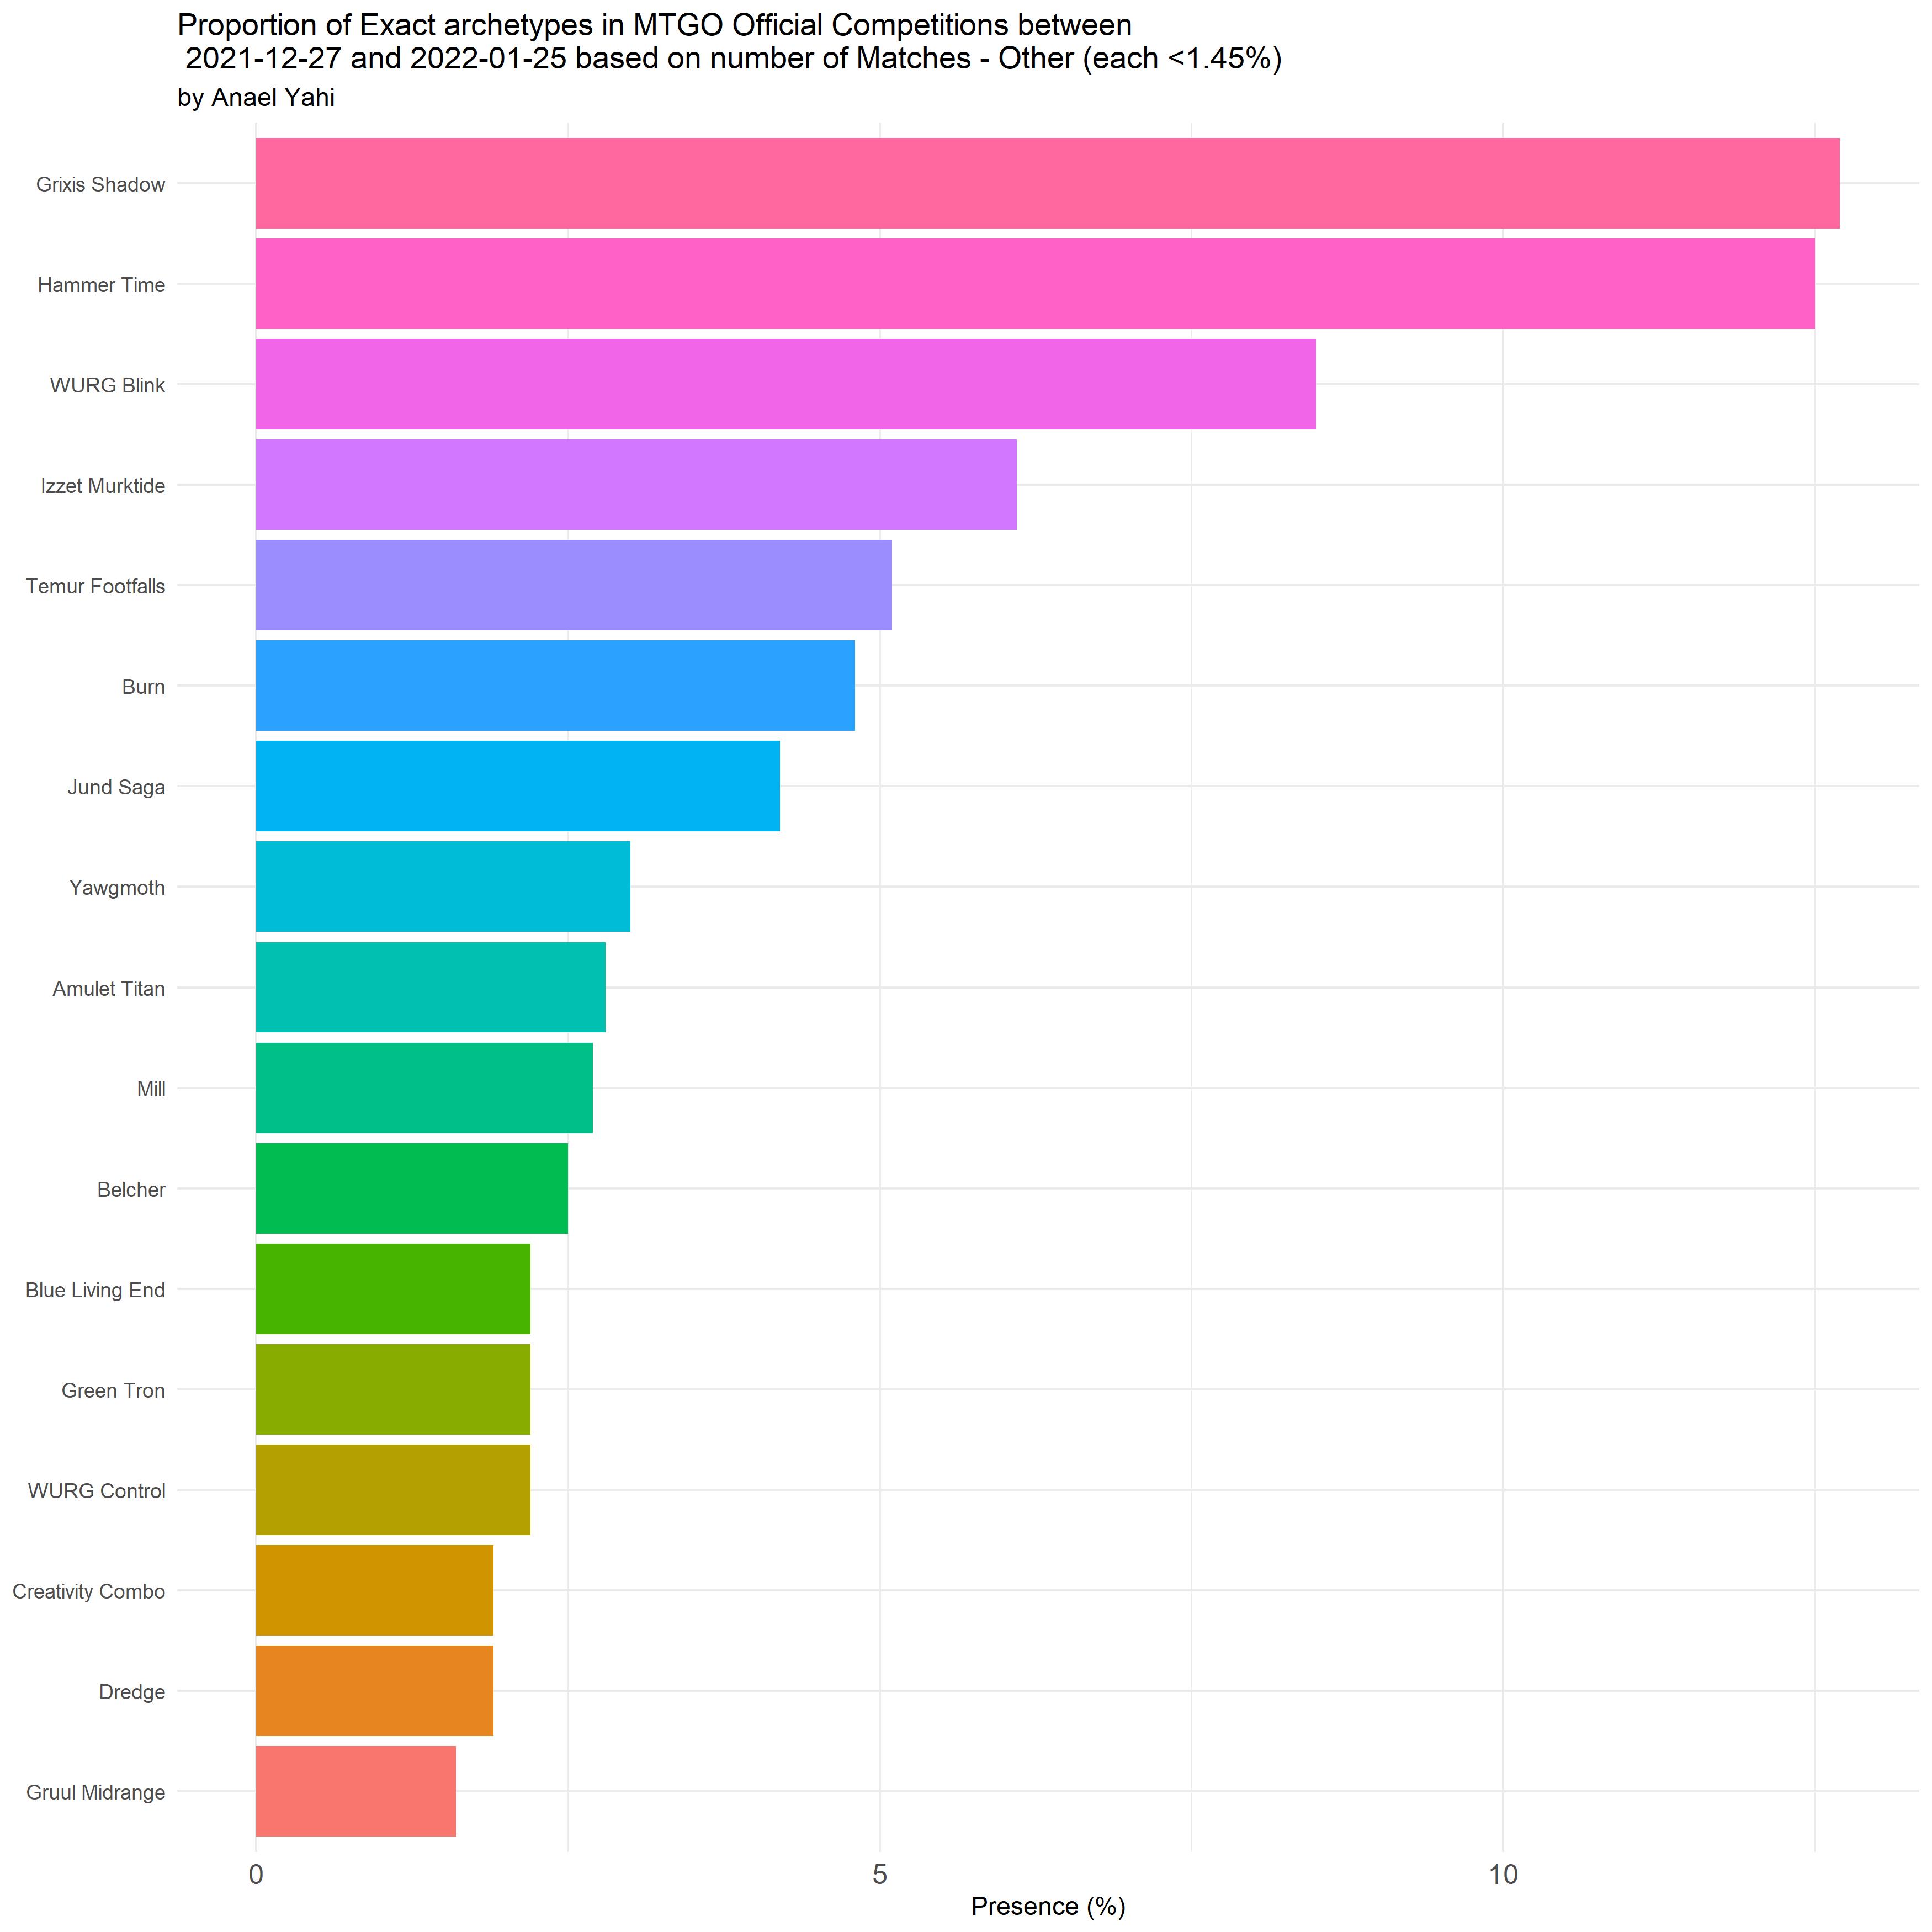 Proportion of Exact archetypes in MTGO Official Competitions between
2021-12-27 and 2022-01-25 based on number of Matches - Other (each <1.45%)
by Anael Yahi
Grixis Shadow
Hammer Time
WURG Blink
Izzet Murktide
Temur Footfalls
Burn
Jund Saga
Yawgmoth
Amulet Titan
Mill
Belcher
Blue Living End
Green Tron
WURG Control
Creativity Combo
Dredge
Gruul Midrange
0 5 10
Presence (%)